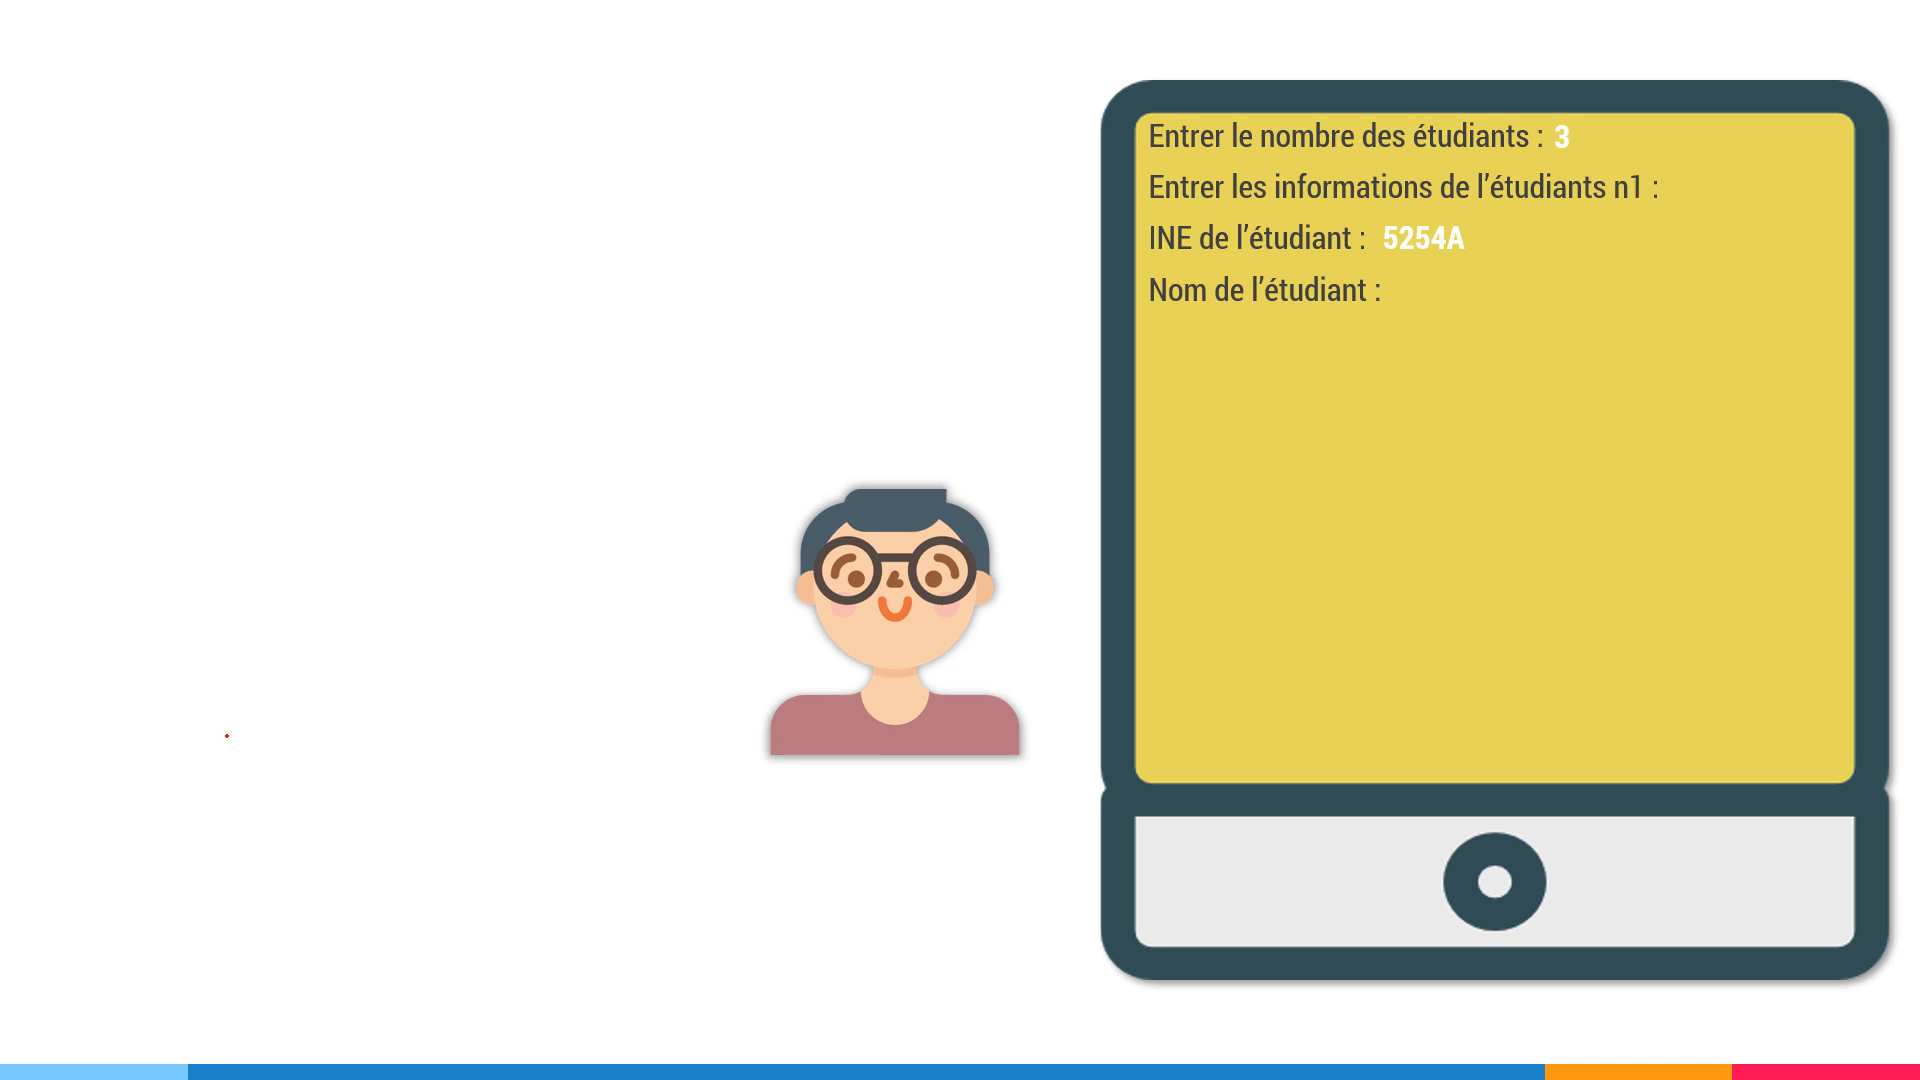 Entrer le nombre des étudiants : 3
Entrer les informations de l’étudiants n1 :
INE de l’étudiant : 5254A
Nom de l’étudiant :